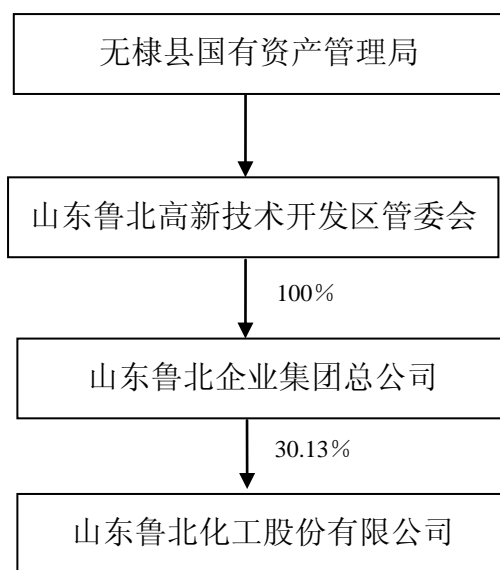 无棣县国有资产管理局
山东鲁北高新技术开发区管委会
100%
山东鲁北企业集团总公司
30.13%
山东鲁北化工股份有限公司